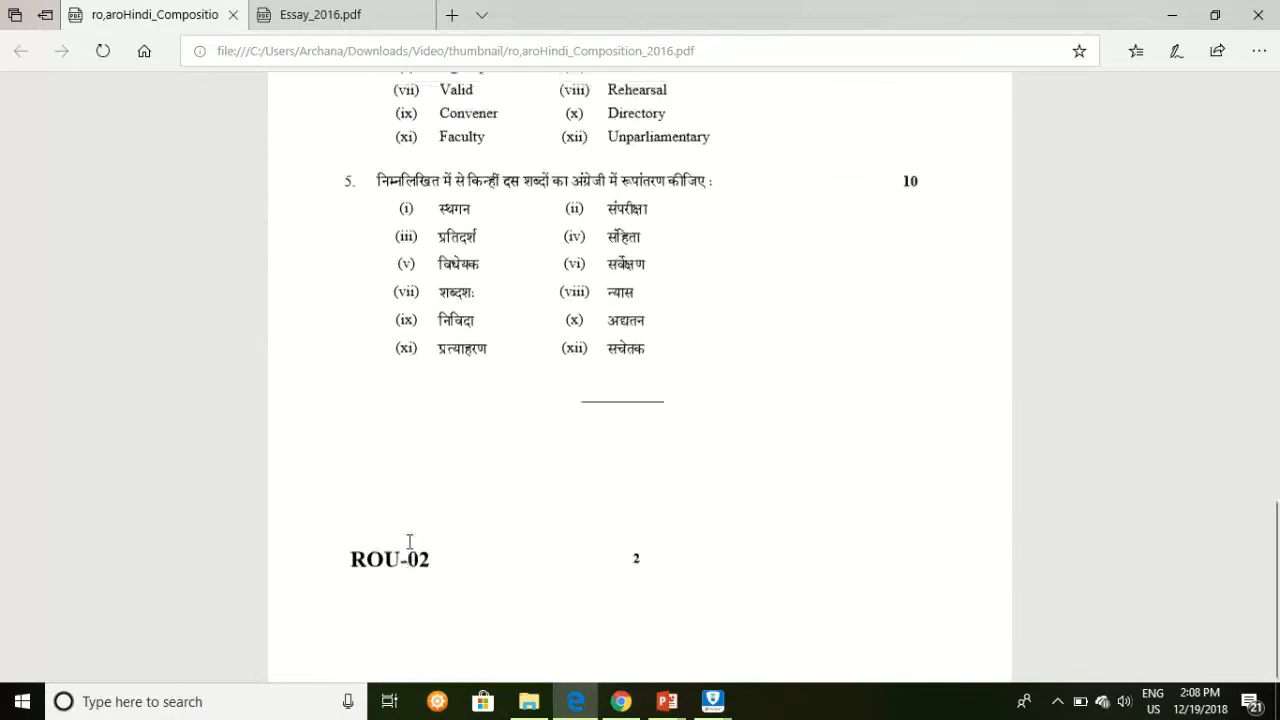 ro,aroHindi_Compositio
Essay_2016.pdf
file:///C:/Users/Archana/Downloads/Video/thumbnail/ro,aroHindi_Composition_2016.pdf
(vii) Valid (viii) Rehearsal
(ix) Convener (x) Directory
(xi) Faculty (xii) Unparliamentary
5. निम्नलिखित में से किन्हीं दस शब्दों का अंग्रेजी में रूपांतरण कीजिए : 10
(i) स्थगन (ii) संपरीक्षा
(iii) प्रतिदर्श (iv) संहिता
(v) विधेयक (vi) सर्वेक्षण
(vii) शब्दशः (viii) न्यास
(ix) निविदा (x) अद्यतन
(xi) प्रत्याहरण (xii) सचेतक
ROU-02 2
Type here to search
ENG 2:08 PM
US 12/19/2018 21